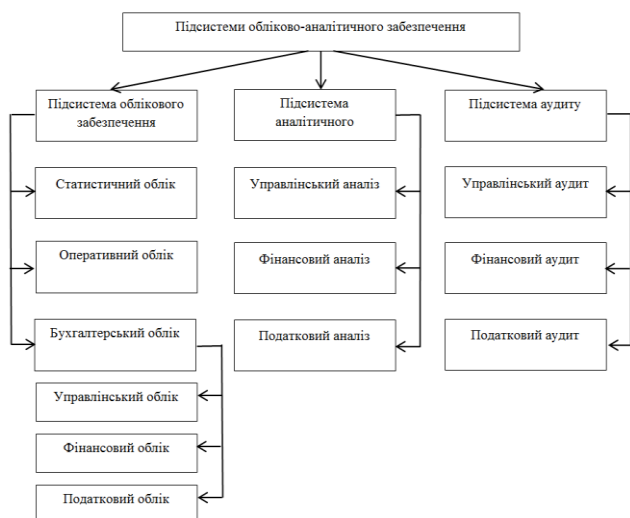 Підсистеми обліково-аналітичного забезпечення
Підсистема облікового
забезпечення
Підсистема
аналітичного
Підсистема аудиту
Статистичний облік
Управлінський аналіз
Управлінський аудит
Оперативний облік
Фінансовий аналіз
Фінансовий аудит
Бухгалтерський облік
Податковий аналіз
Податковий аудит
Управлінський облік
Фінансовий облік
Податковий облік